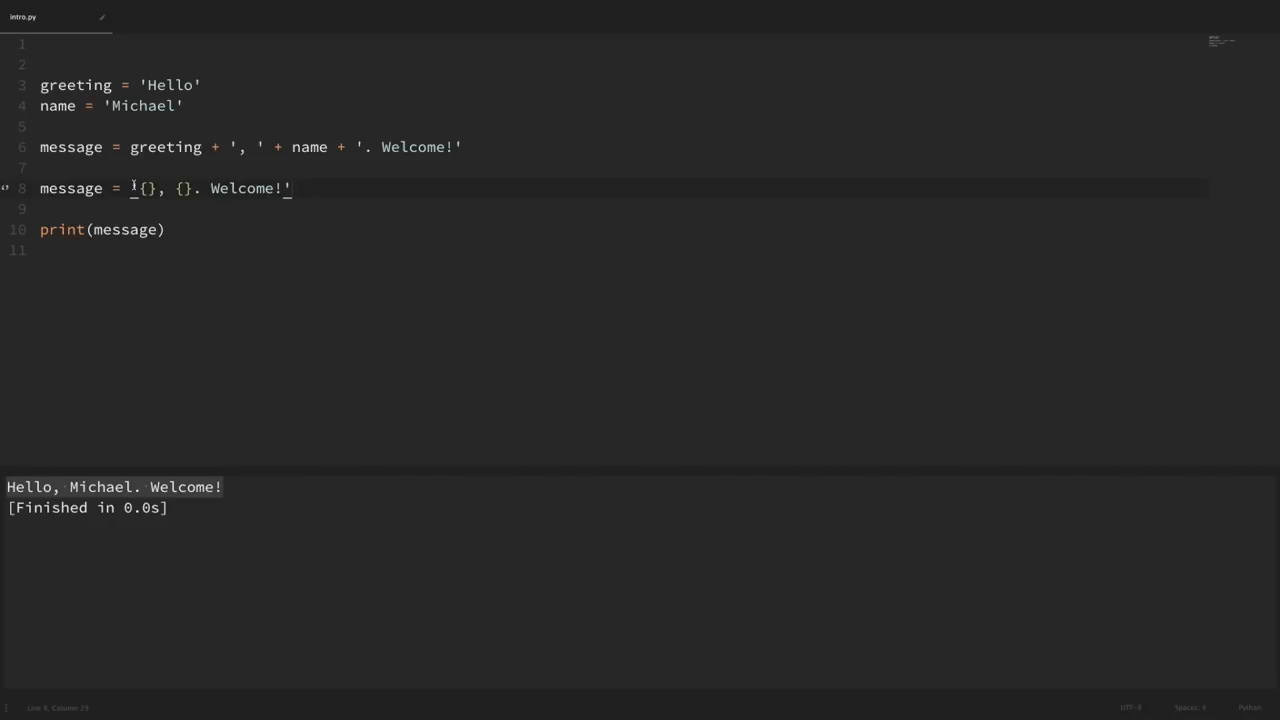 intro.py
1
2
3 greeting = 'Hello'
4 name = 'Michael'
5
6 message = greeting + ', ' + name + '. Welcome!'
7
8 message = '{}, {}. Welcome!'
9
10 print(message)
11
Hello, Michael. Welcome!
[Finished in 0.0s]
Line 8, Column 29 UTF-8 Spaces: 4 Python